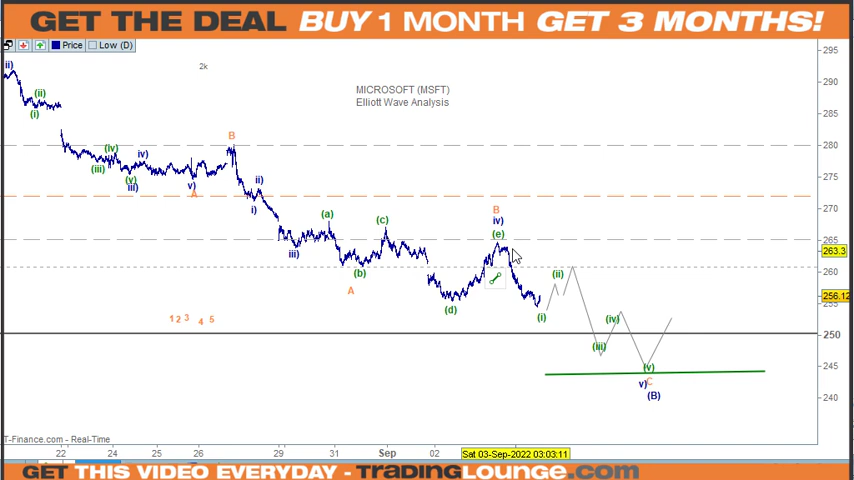 GET THE DEAL BUY 1 MONTH GET 3 MONTHS!
Price Low (D)
295
ii)
2k
290
MICROSOFT (MSFT)
Elliott Wave Analysis
(ii)
(i)
285
B
280
(iv)
iv)
(iii)
(v)
iii)
v)
A
ii)
i)
275
270
B
iv)
(a)
(c)
(e)
265
263.3
iii)
(b)
260
(ii)
A
256.12
(d)
(i)
1 2 3 4 5
(iv)
250
(iii)
245
(v)
v) C
(B)
240
T-Finance.com - Real-Time
22 24 25 26 29 31 Sep 02 Sat 03-Sep-2022 03:03:11
GET THIS VIDEO EVERYDAY - TradingLounge.com